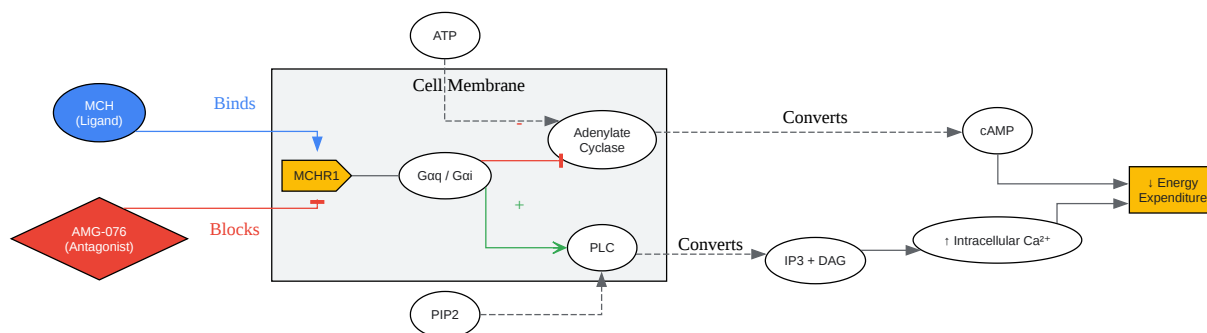 ATP
Cell Membrane
MCH
(Ligand)
Binds
-
Adenylate
Cyclase
Converts
cAMP
MCHR1
Gαq / Gαi
↓ Energy
Expenditure
AMG-076
(Antagonist)
Blocks
+
PLC
Converts
IP3 + DAG
↑ Intracellular Ca²⁺
PIP2